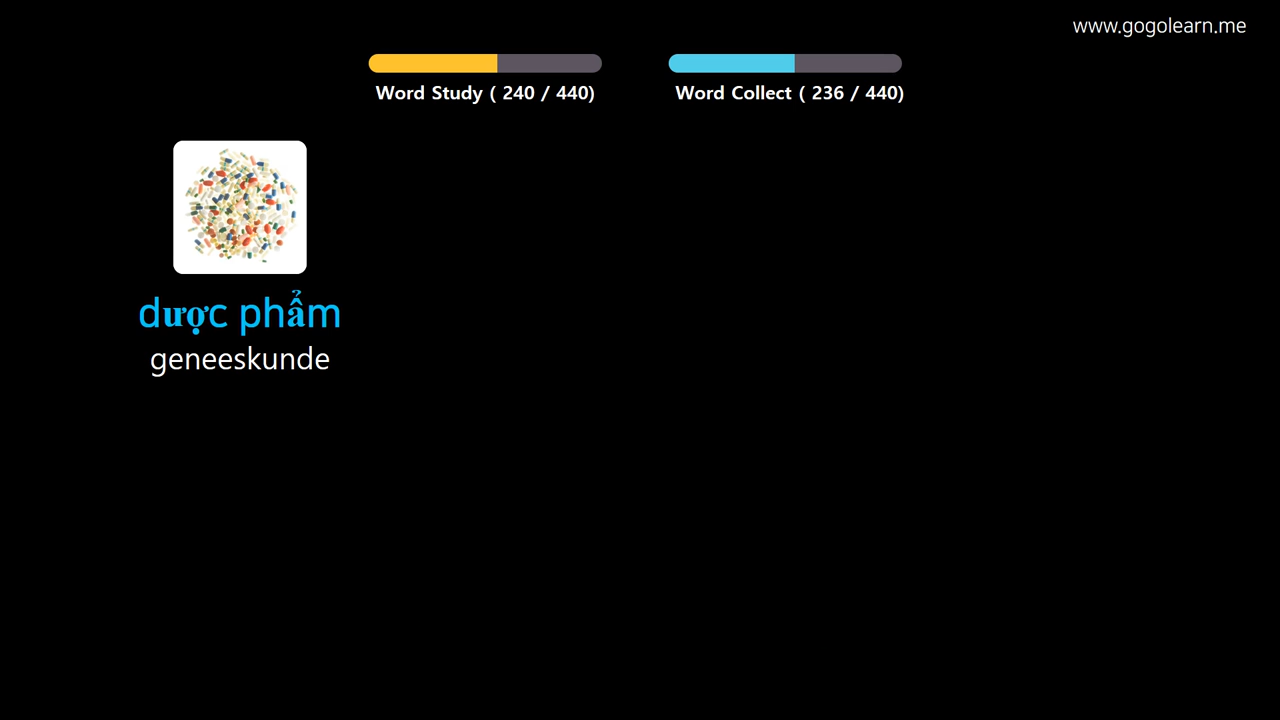 www.gogolearn.me
Word Study ( 240 / 440)
Word Collect ( 236 / 440)
dược phẩm
geneeskunde